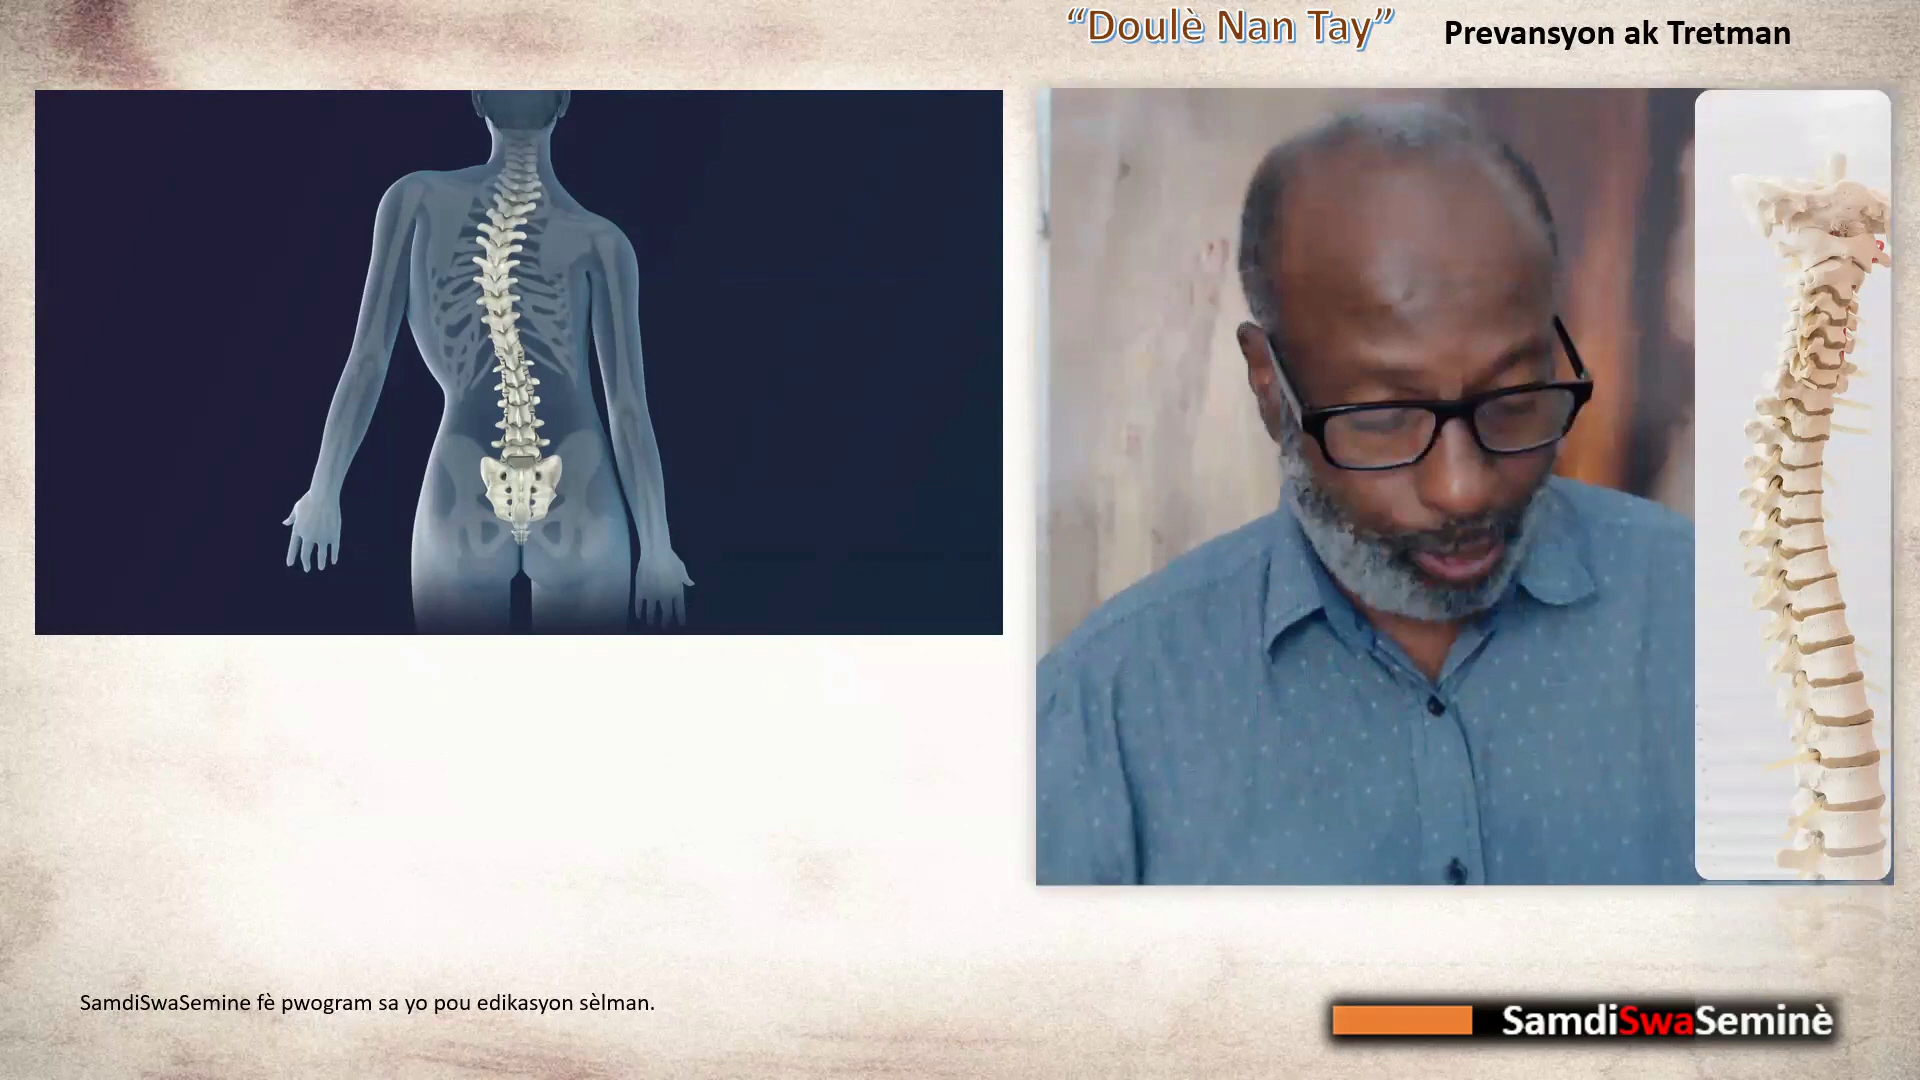 “Doulè Nan Tay” Prevansyon ak Tretman
SamdiSwaSemine fè pwogram sa yo pou edikasyon sèlman.
SamdiSwaSeminè